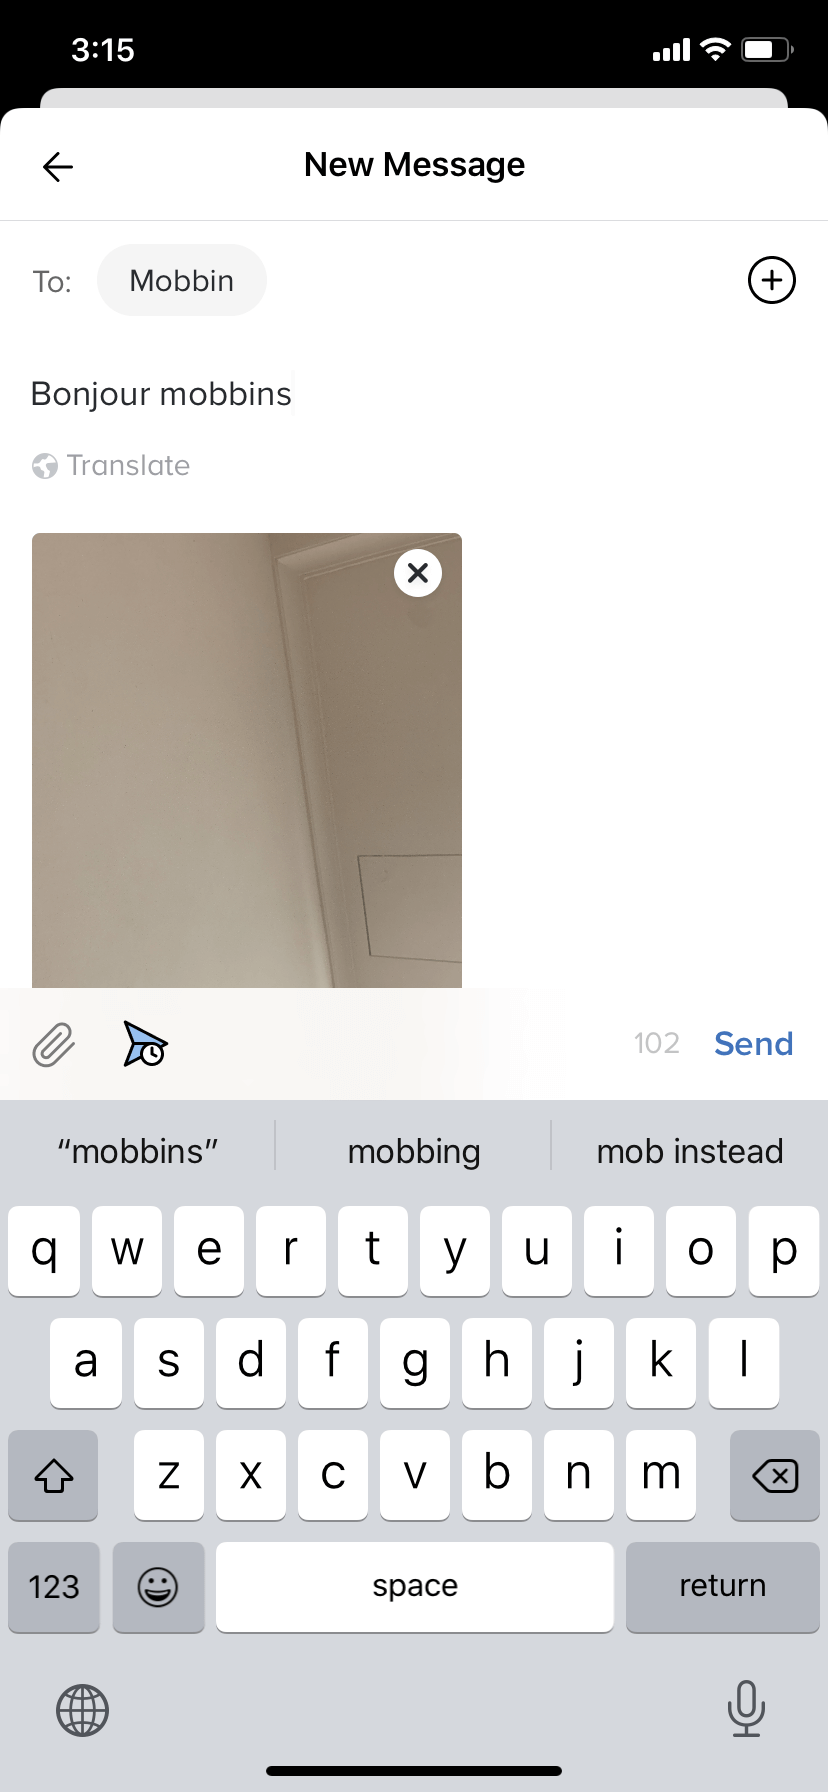 3:15
New Message
To: Mobbin
Bonjour mobbins
Translate
102 Send
“mobbins” mobbing mob instead
q w e r t y u i o p
a s d f g h j k l
z x c v b n m
123 space return